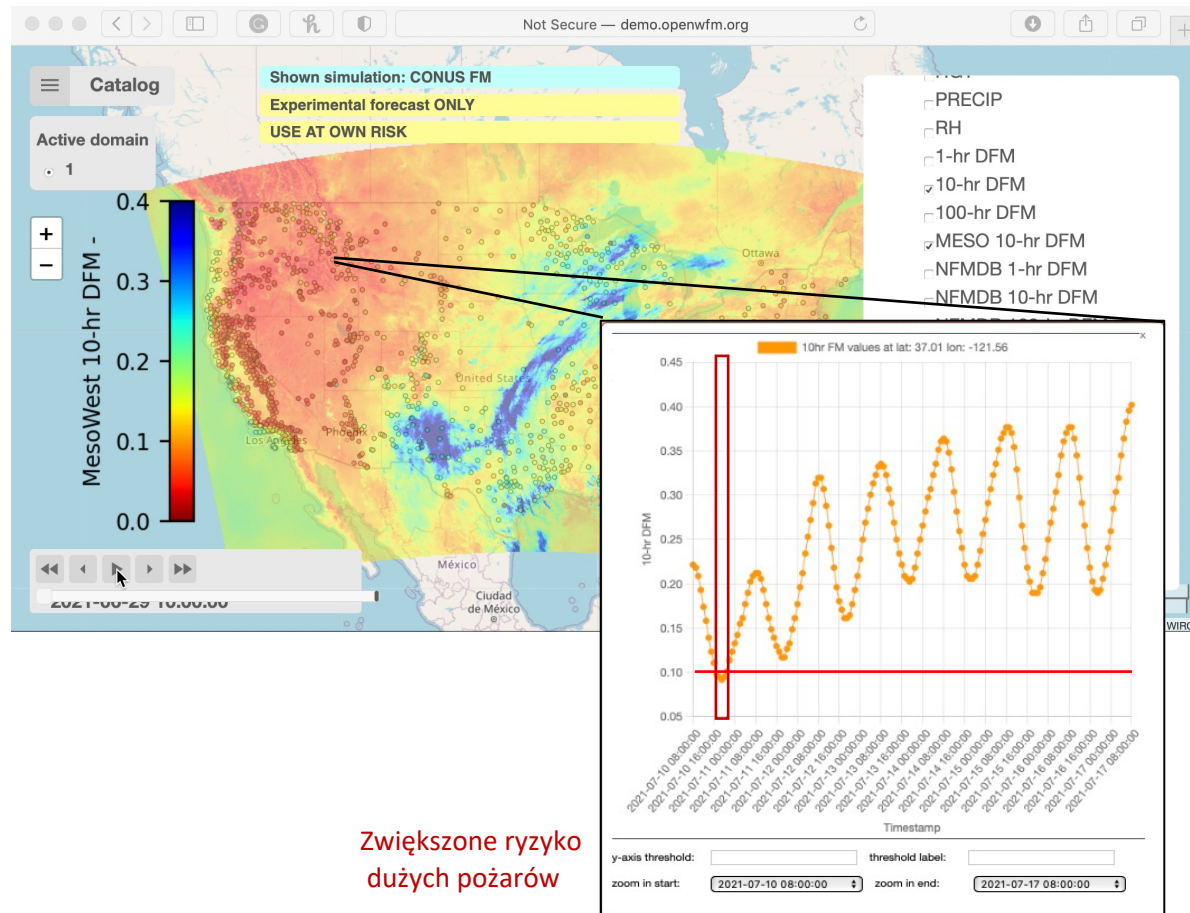 Not Secure — demo.openwfm.org
Catalog
Shown simulation: CONUS FM
Experimental forecast ONLY
USE AT OWN RISK
Active domain
1
+
−
MesoWest 10-hr DFM -
0.4
0.3
0.2
0.1
0.0
PRECIP
RH
1-hr DFM
10-hr DFM
100-hr DFM
MESO 10-hr DFM
NFMDB 1-hr DFM
NFMDB 10-hr DFM
Ottawa
United States
Los Angeles
Phoenix
México
Ciudad
de México
10hr FM values at lat: 37.01 lon: -121.56
10-hr DFM
0.45
0.40
0.35
0.30
0.25
0.20
0.15
0.10
0.05
2021-07-10 08:00:00
2021-07-10 16:00:00
2021-07-11 00:00:00
2021-07-11 08:00:00
2021-07-11 16:00:00
2021-07-12 00:00:00
2021-07-12 08:00:00
2021-07-12 16:00:00
2021-07-13 00:00:00
2021-07-13 08:00:00
2021-07-13 16:00:00
2021-07-14 00:00:00
2021-07-14 08:00:00
2021-07-14 16:00:00
2021-07-15 00:00:00
2021-07-15 08:00:00
2021-07-15 16:00:00
2021-07-16 00:00:00
2021-07-16 08:00:00
2021-07-16 16:00:00
2021-07-17 00:00:00
2021-07-17 08:00:00
Timestamp
y-axis threshold:
threshold label:
zoom in start: 2021-07-10 08:00:00
zoom in end: 2021-07-17 08:00:00
Zwiększone ryzyko
dużych pożarów